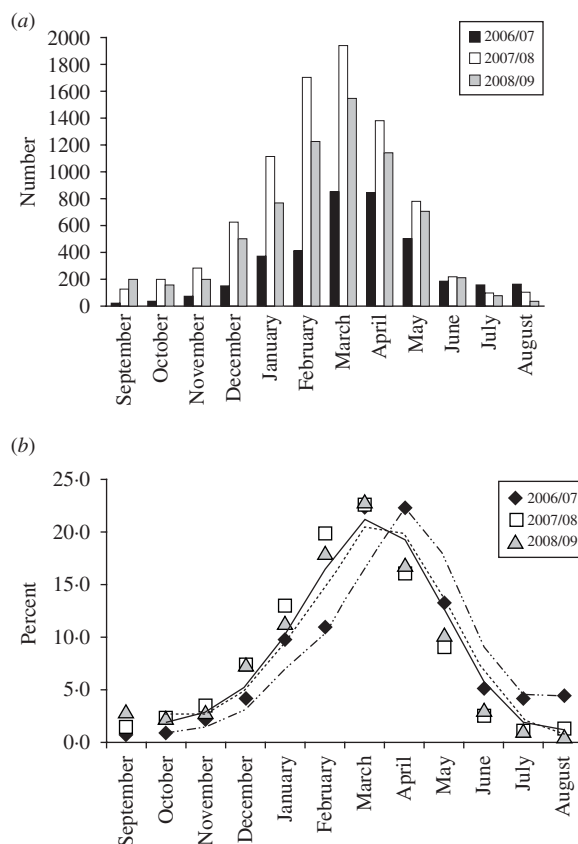 (a)
2000
1800
1600
1400
1200
1000
800
600
400
200
0
Number
September
October
November
December
January
February
March
April
May
June
July
August
2006/07
2007/08
2008/09
(b)
25·0
20·0
15·0
10·0
5·0
0·0
Percent
September
October
November
December
January
February
March
April
May
June
July
August
2006/07
2007/08
2008/09